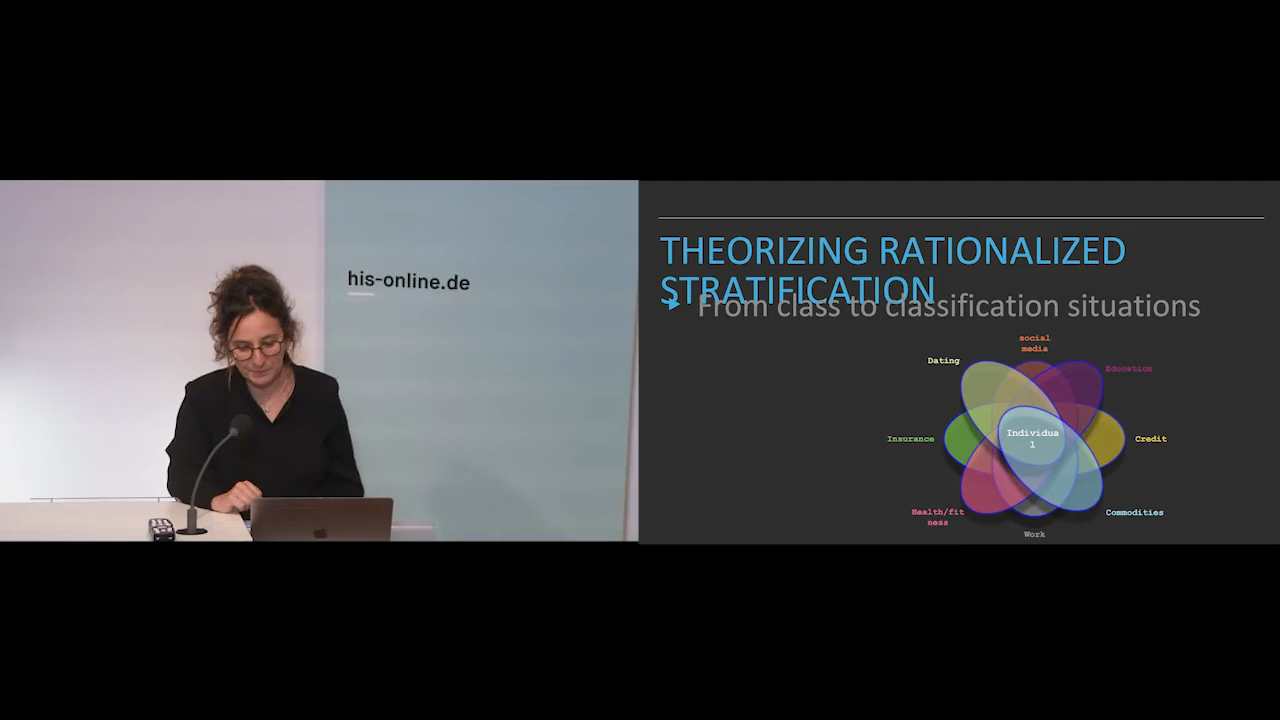 his-online.de
THEORIZING RATIONALIZED
STRATIFICATION
From class to classification situations
social
media
Dating
Education
Individua
l
Insurance
Credit
Health/fit
ness
Commodities
Work